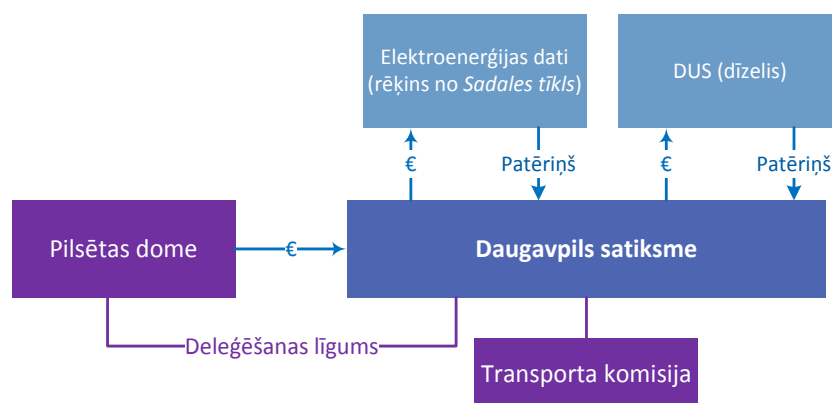 Elektroenerģijas dati
(rēķins no Sadales tīkls)
DUS (dīzelis)
€
Patēriņš
€
Patēriņš
Pilsētas dome
€
Daugavpils satiksme
Deleģēšanas līgums
Transporta komisija